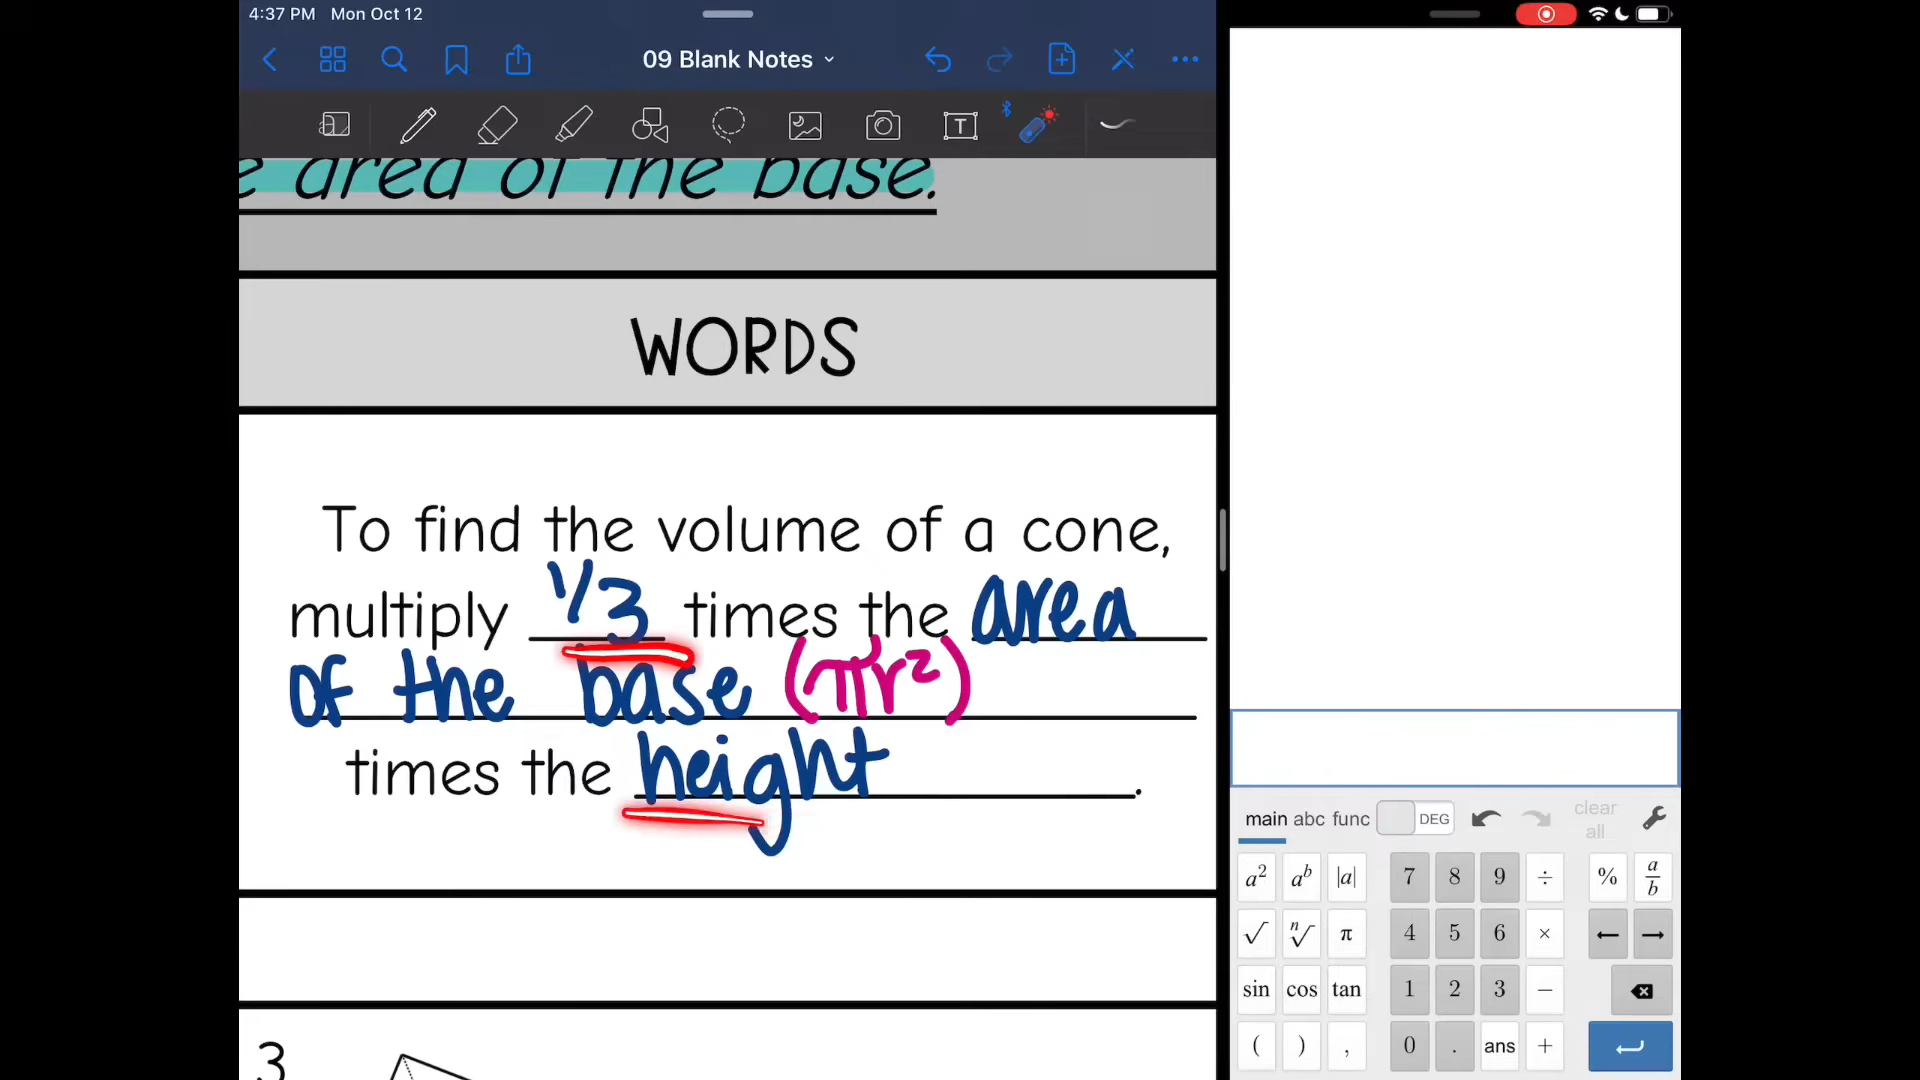 4:37 PM Mon Oct 12
09 Blank Notes
e area of the base.
WORDS
To find the volume of a cone,
multiply 1/3 times the area
of the base (πr²)
times the height.
3
main abc func DEG clear all
a² aᵇ |a| 7 8 9 ÷ % a/b
√ ⁿ√ π 4 5 6 × ← →
sin cos tan 1 2 3 −
( ) , 0 . ans +